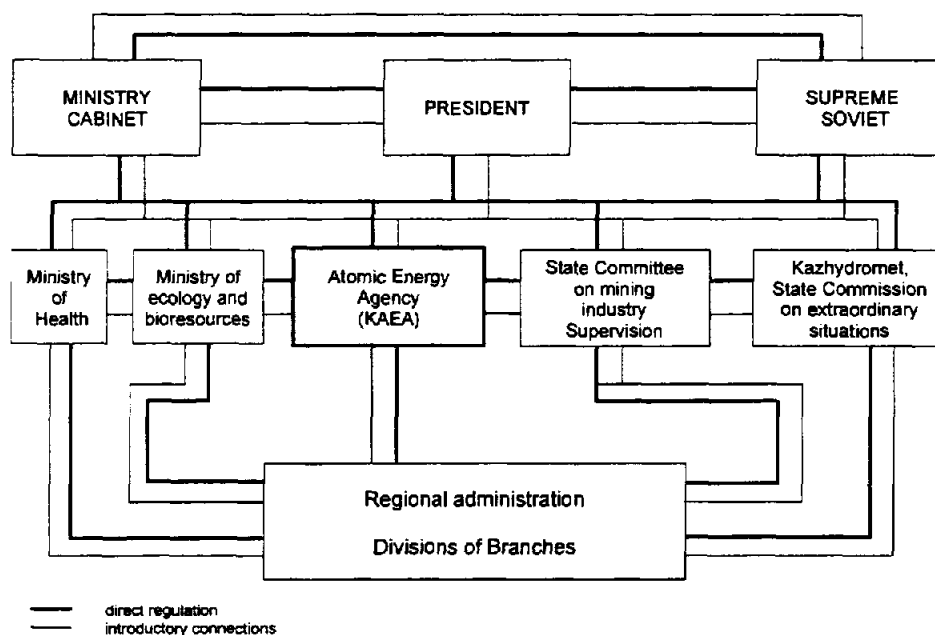 MINISTRY
CABINET
PRESIDENT
SUPREME
SOVIET
Ministry
of
Health
Ministry of
ecology and
bioresources
Atomic Energy
Agency
(KAEA)
State Committee
on mining
industry
Supervision
Kazhydromet,
State Commission
on extraordinary
situations
Regional administration
Divisions of Branches
direct regulation
introductory connections